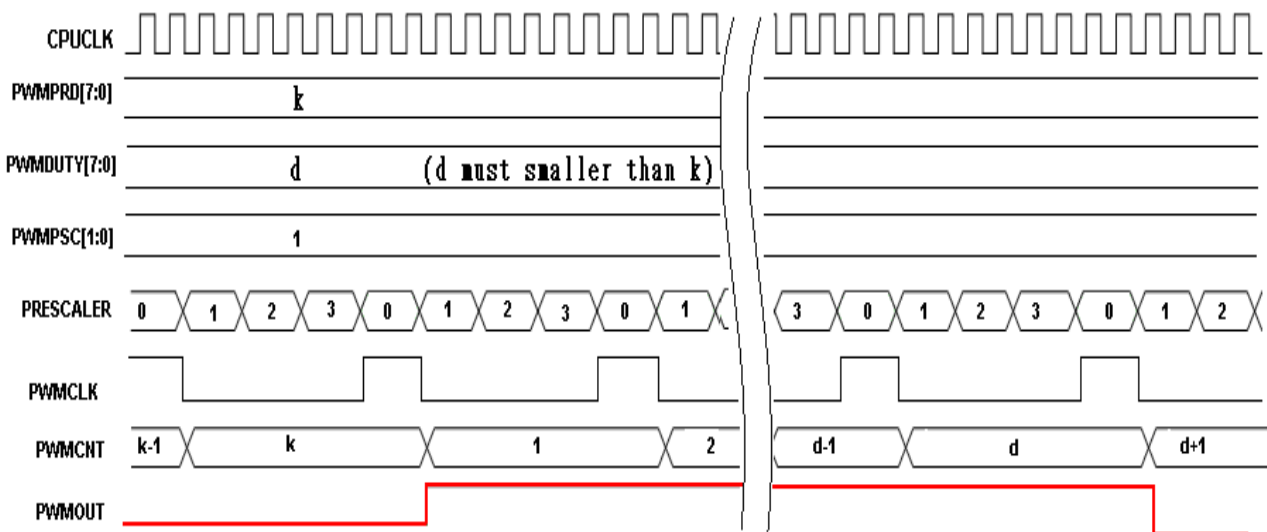 CPUCLK
PWMPRD[7:0] k
PWMDUTY[7:0] d (d must smaller than k)
PWMPSC[1:0] 1
PRESCALER 0 1 2 3 0 1 2 3 0 1 3 0 1 2 3 0 1 2
PWMCLK
PWMCNT k-1 k 1 2 d-1 d d+1
PWMOUT